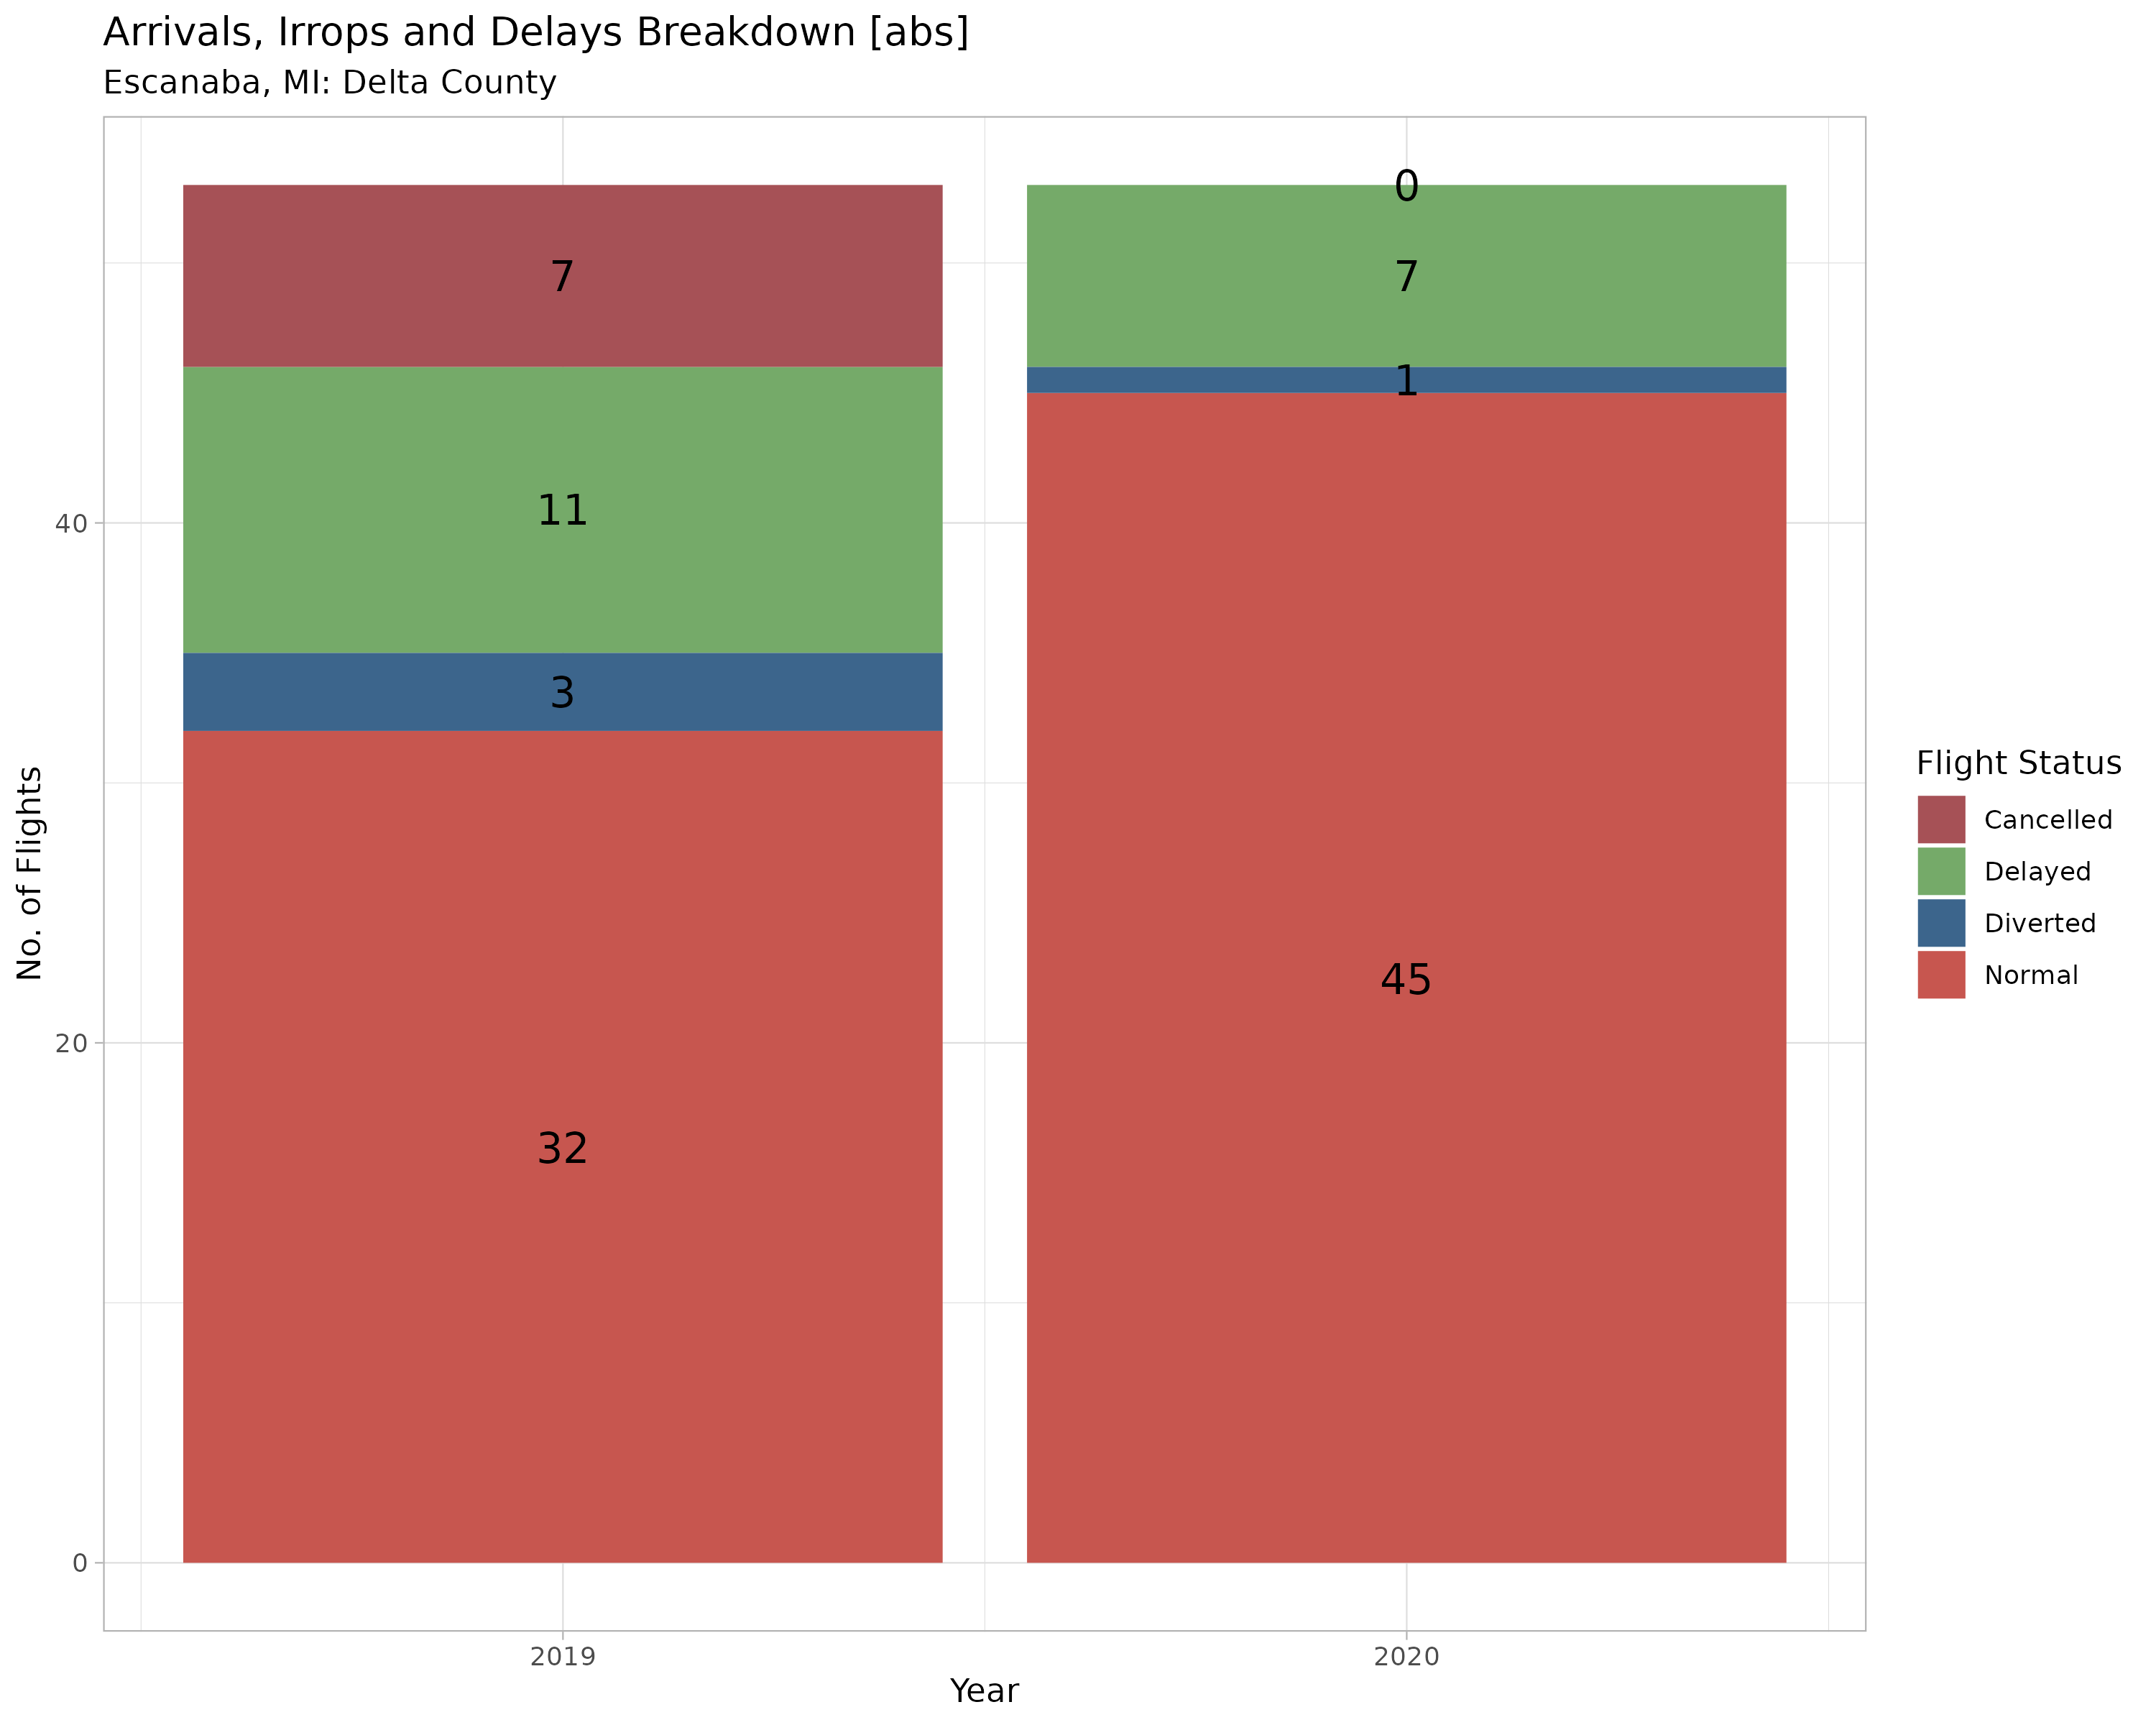 Arrivals, Irrops and Delays Breakdown [abs]
Escanaba, MI: Delta County
No. of Flights
40
20
0
7
11
3
32
0
7
1
45
2019
2020
Year
Flight Status
Cancelled
Delayed
Diverted
Normal